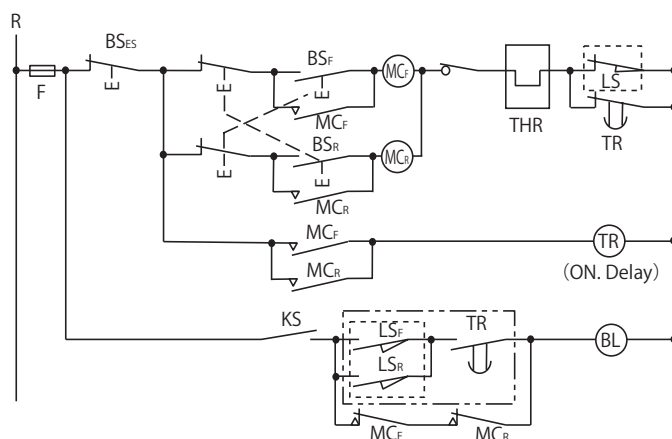 R
F
BSES
BSF
MCF
MCF
BSR
MCR
MCR
THR
LS
TR
MCF
MCR
TR
(ON. Delay)
KS
LSF
LSR
TR
BL
MCF
MCR